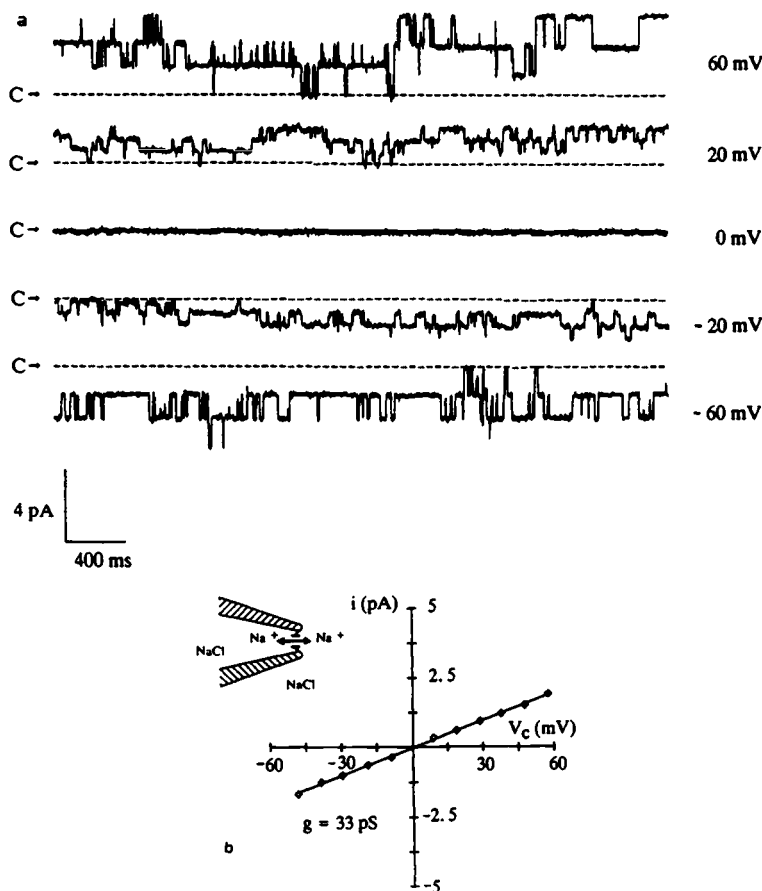 a
60 mV
C→
20 mV
C→
C→
0 mV
C→
- 20 mV
C→
- 60 mV
4 pA
400 ms
i (pA)
5
Na + Na +
NaCl
2. 5
NaCl
Vc (mV)
-60 -30 30 60
-2.5
g = 33 pS
b
-5